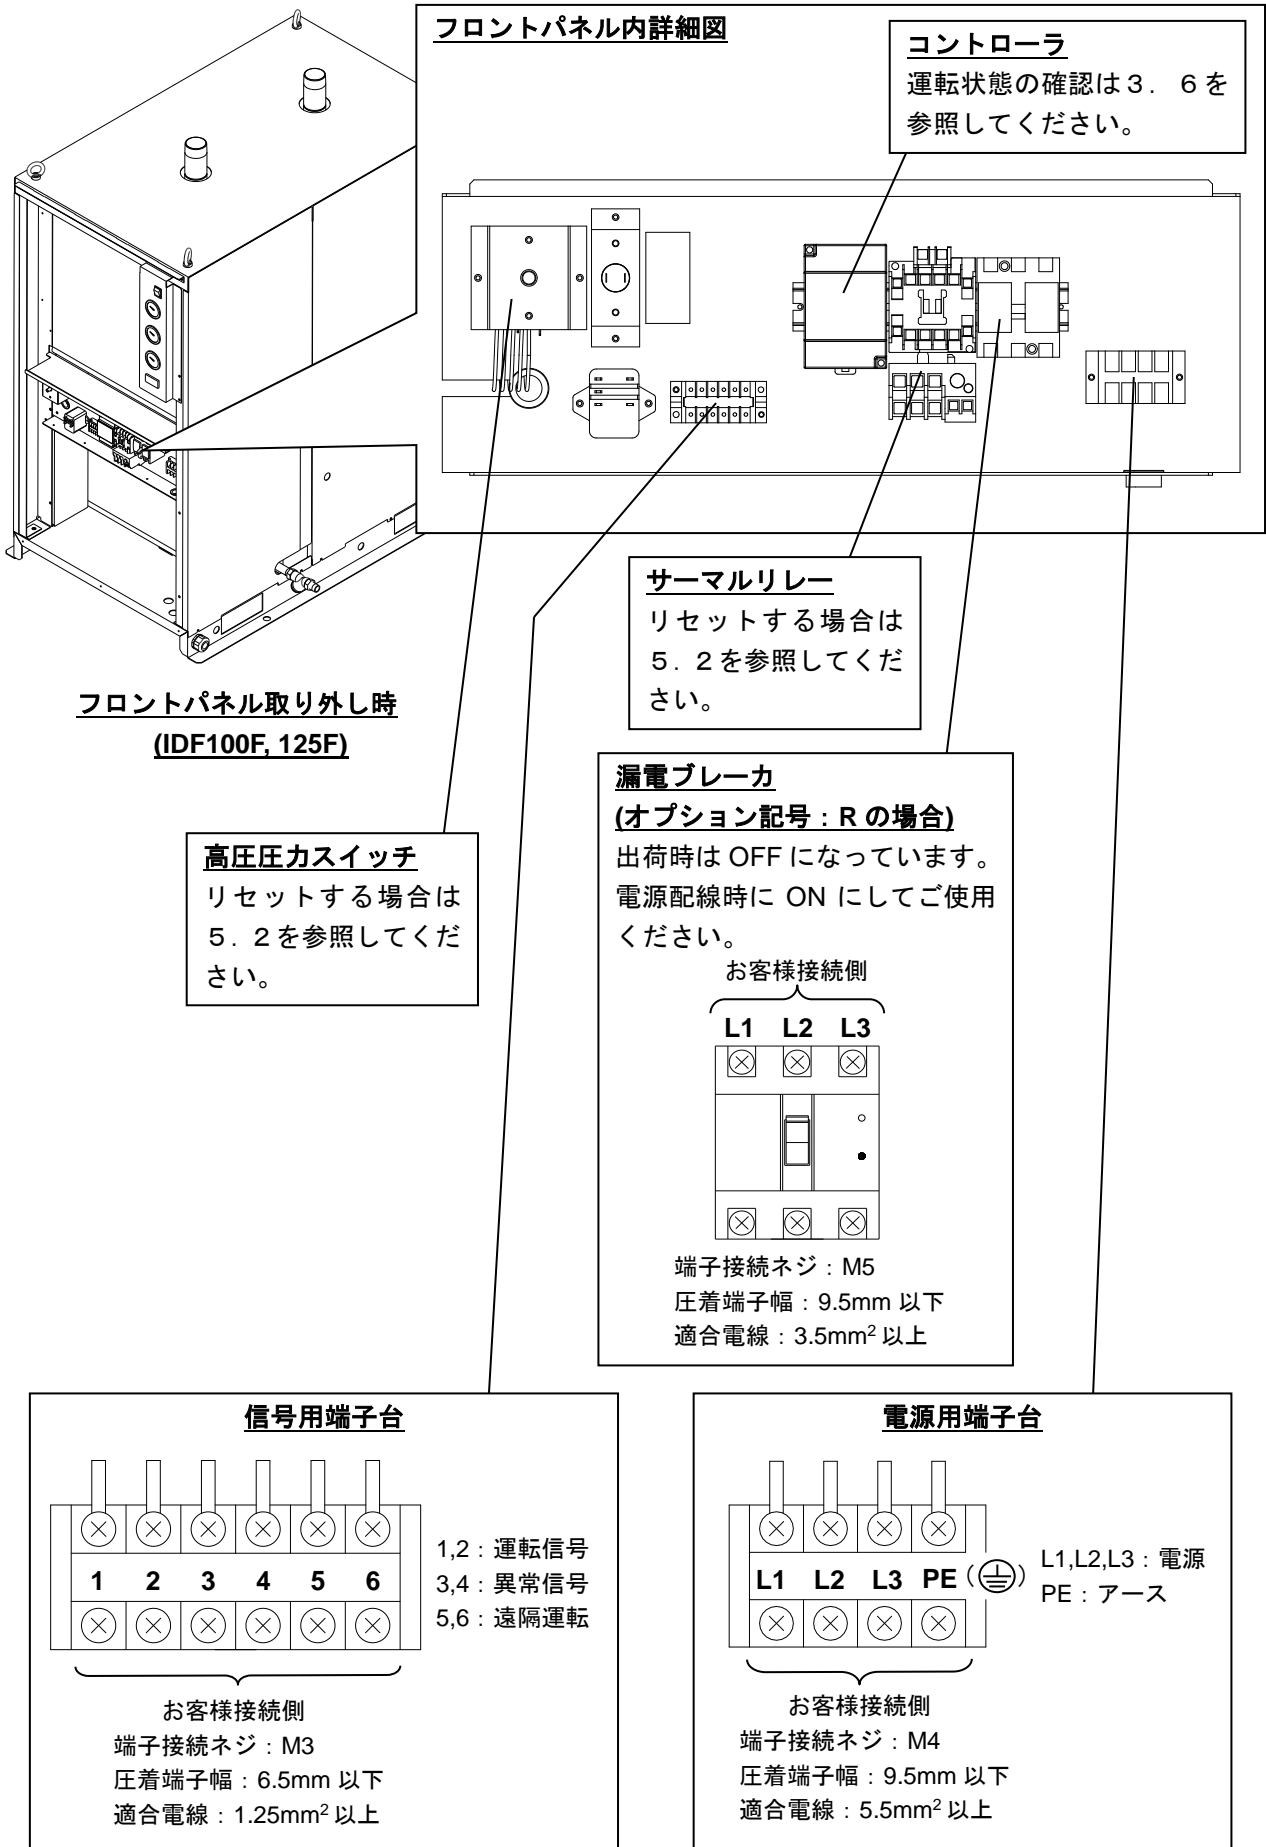 フロントパネル内詳細図
コントローラ
運転状態の確認は3．6を
参照してください。
フロントパネル取り外し時
(IDF100F, 125F)
サーマルリレー
リセットする場合は
5．2を参照してくだ
さい。
高圧圧力スイッチ
リセットする場合は
5．2を参照してくだ
さい。
漏電ブレーカ
(オプション記号：R の場合)
出荷時は OFF になっています。
電源配線時に ON にしてご使用
ください。
お客様接続側
L1 L2 L3
端子接続ネジ：M5
圧着端子幅：9.5mm 以下
適合電線：3.5mm² 以上
信号用端子台
1 2 3 4 5 6
1,2：運転信号
3,4：異常信号
5,6：遠隔運転
お客様接続側
端子接続ネジ：M3
圧着端子幅：6.5mm 以下
適合電線：1.25mm² 以上
電源用端子台
L1 L2 L3 PE (⏚)
L1,L2,L3：電源
PE：アース
お客様接続側
端子接続ネジ：M4
圧着端子幅：9.5mm 以下
適合電線：5.5mm² 以上